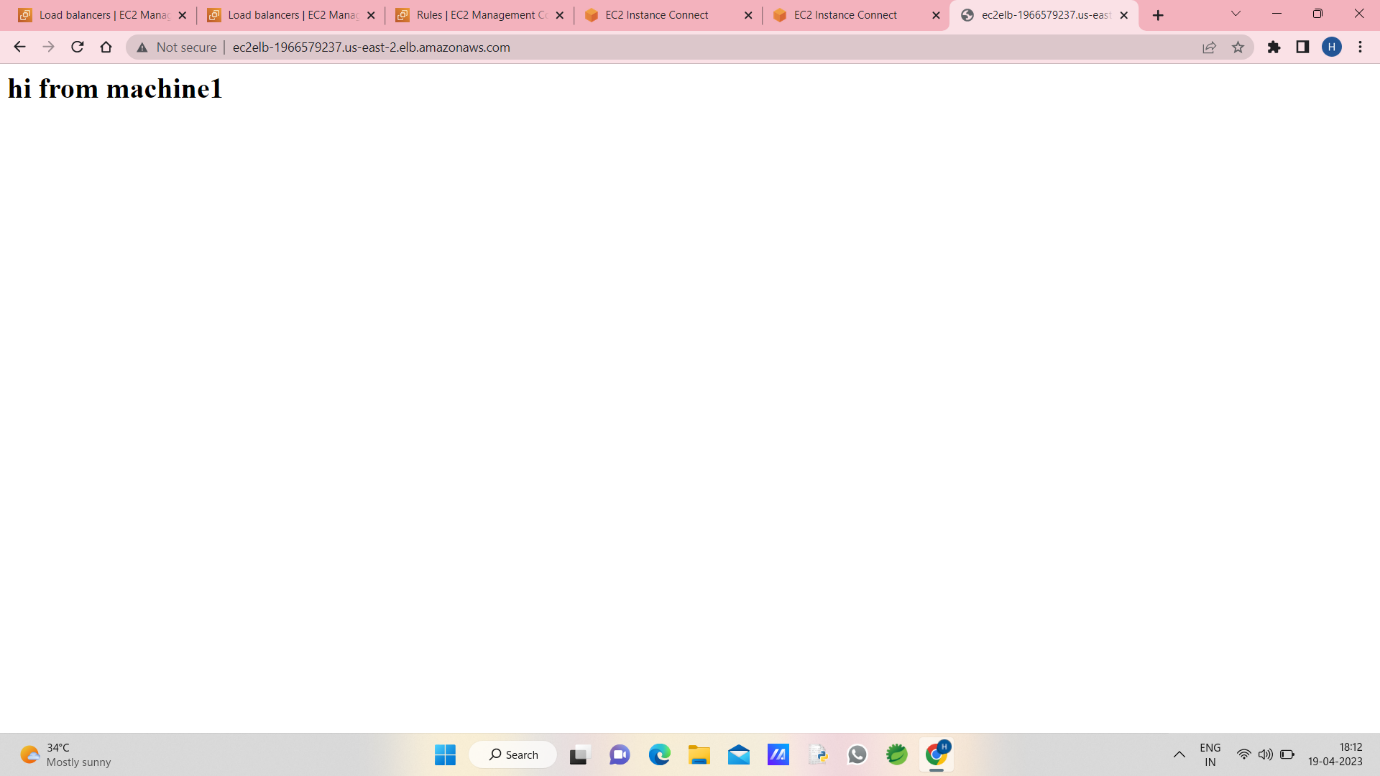 Load balancers | EC2 Manag
Load balancers | EC2 Manag
Rules | EC2 Management C
EC2 Instance Connect
EC2 Instance Connect
ec2elb-1966579237.us-east
Not secure | ec2elb-1966579237.us-east-2.elb.amazonaws.com
H
hi from machine1
34°C
Mostly sunny
Search
H
ENG
IN
18:12
19-04-2023